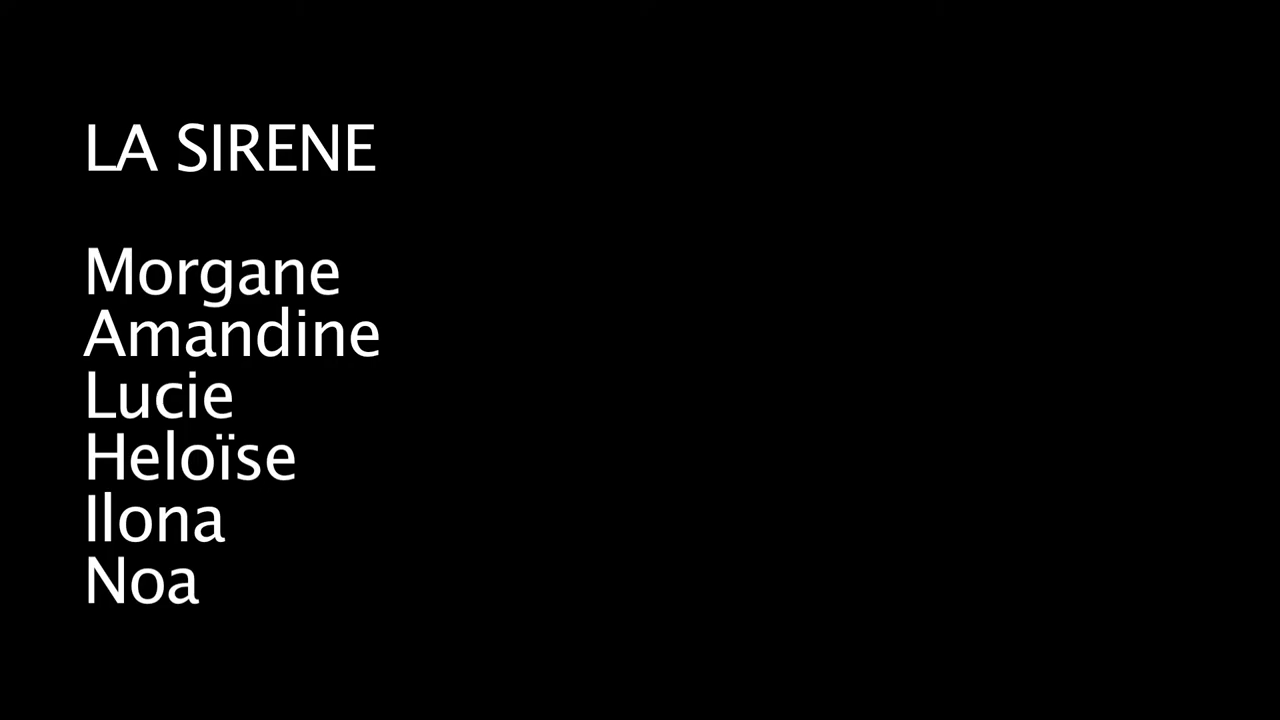 LA SIRENE
Morgane
Amandine
Lucie
Heloïse
Ilona
Noa